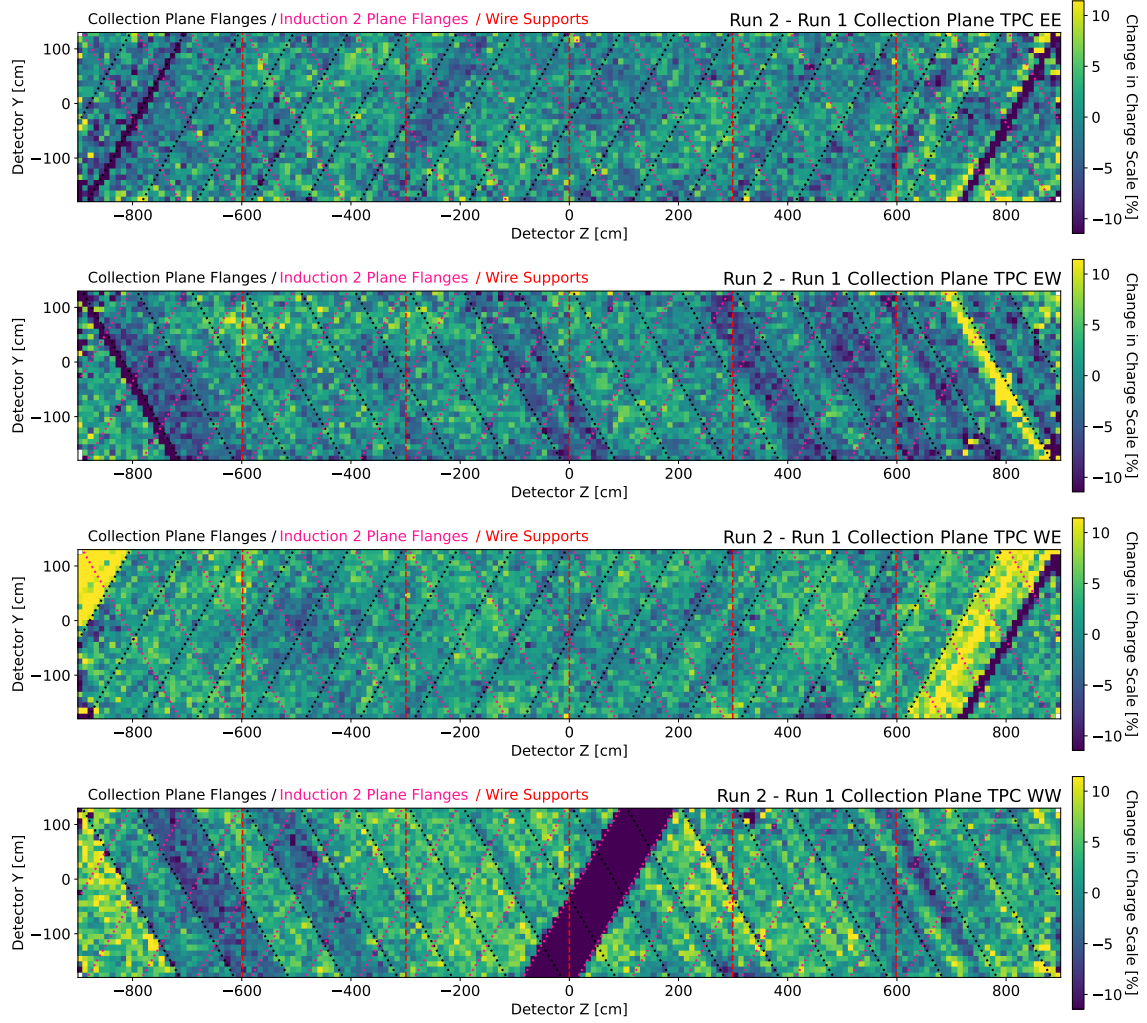 Collection Plane Flanges / Induction 2 Plane Flanges / Wire Supports Run 2 - Run 1 Collection Plane TPC EE
Detector Y [cm]
100
0
−100
−800 −600 −400 −200 0 200 400 600 800
Detector Z [cm]
10
5
0
−5
−10
Change in Charge Scale [%]
Collection Plane Flanges / Induction 2 Plane Flanges / Wire Supports Run 2 - Run 1 Collection Plane TPC EW
Detector Y [cm]
100
0
−100
−800 −600 −400 −200 0 200 400 600 800
Detector Z [cm]
10
5
0
−5
−10
Change in Charge Scale [%]
Collection Plane Flanges / Induction 2 Plane Flanges / Wire Supports Run 2 - Run 1 Collection Plane TPC WE
Detector Y [cm]
100
0
−100
−800 −600 −400 −200 0 200 400 600 800
Detector Z [cm]
10
5
0
−5
−10
Change in Charge Scale [%]
Collection Plane Flanges / Induction 2 Plane Flanges / Wire Supports Run 2 - Run 1 Collection Plane TPC WW
Detector Y [cm]
100
0
−100
−800 −600 −400 −200 0 200 400 600 800
Detector Z [cm]
10
5
0
−5
−10
Change in Charge Scale [%]